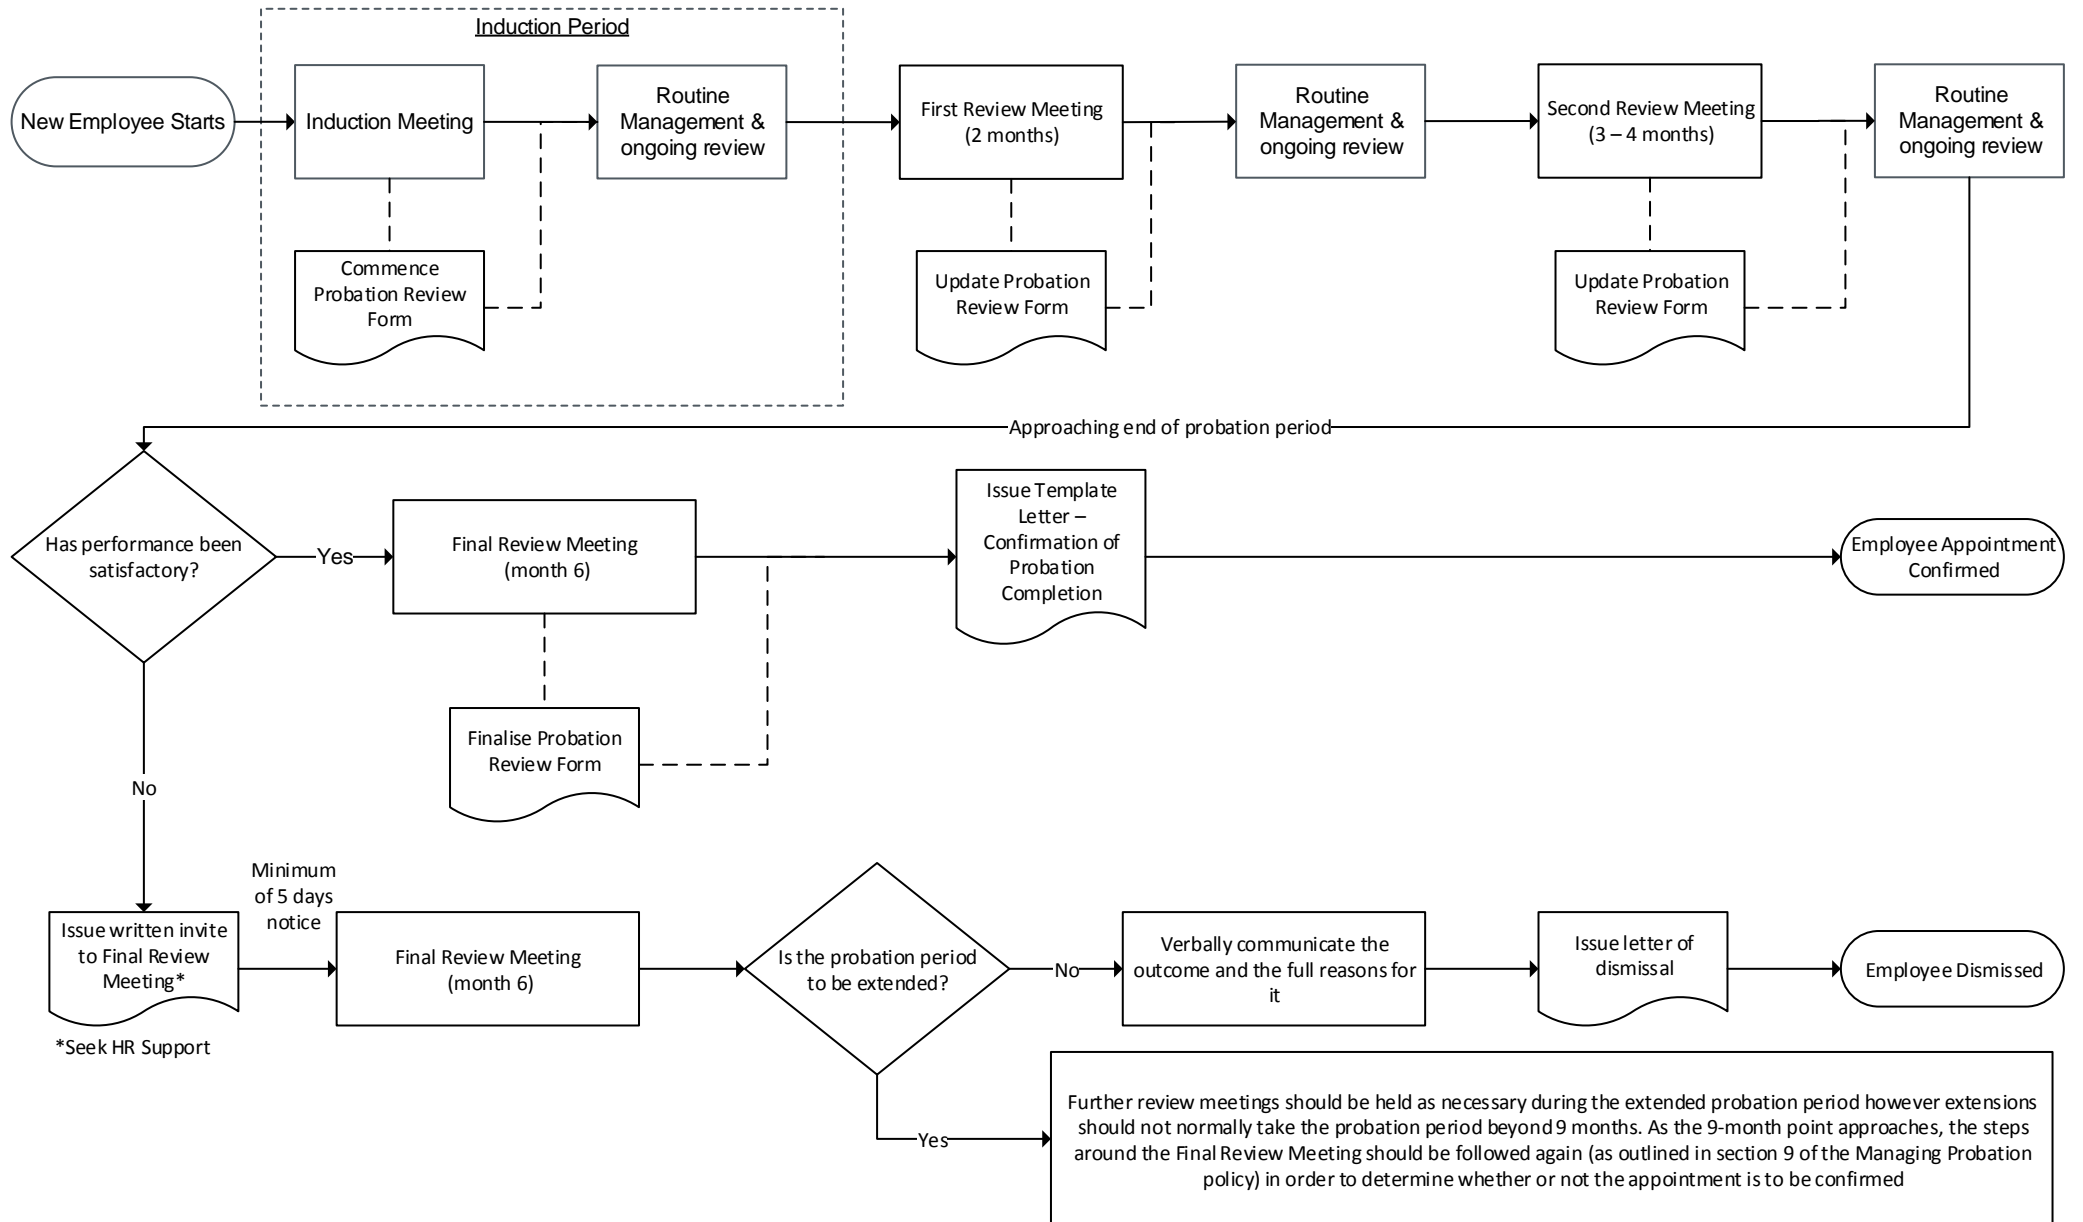 Induction Period
New Employee Starts
Induction Meeting
Routine
Management &
ongoing review
First Review Meeting
(2 months)
Routine
Management &
ongoing review
Second Review Meeting
(3 – 4 months)
Routine
Management &
ongoing review
Commence
Probation Review
Form
Update Probation
Review Form
Update Probation
Review Form
Approaching end of probation period
Has performance been
satisfactory?
Yes
Final Review Meeting
(month 6)
Issue Template
Letter –
Confirmation of
Probation
Completion
Employee Appointment
Confirmed
Finalise Probation
Review Form
No
Issue written invite
to Final Review
Meeting*
*Seek HR Support
Minimum
of 5 days
notice
Final Review Meeting
(month 6)
Is the probation period
to be extended?
No
Verbally communicate the
outcome and the full reasons for
it
Issue letter of
dismissal
Employee Dismissed
Yes
Further review meetings should be held as necessary during the extended probation period however extensions
should not normally take the probation period beyond 9 months. As the 9-month point approaches, the steps
around the Final Review Meeting should be followed again (as outlined in section 9 of the Managing Probation
policy) in order to determine whether or not the appointment is to be confirmed